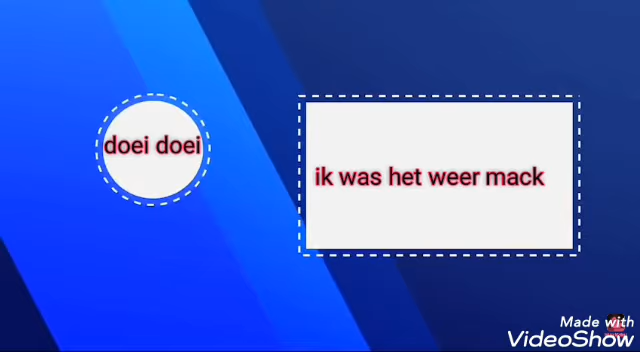 doei doei
ik was het weer mack
Made with
VideoShow